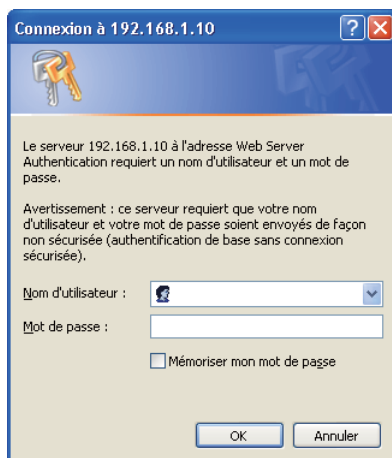 Connexion à 192.168.1.10
Le serveur 192.168.1.10 à l'adresse Web Server
Authentication requiert un nom d'utilisateur et un mot de
passe.
Avertissement : ce serveur requiert que votre nom
d'utilisateur et votre mot de passe soient envoyés de façon
non sécurisée (authentification de base sans connexion
sécurisée).
Nom d'utilisateur :
Mot de passe :
Mémoriser mon mot de passe
OK
Annuler